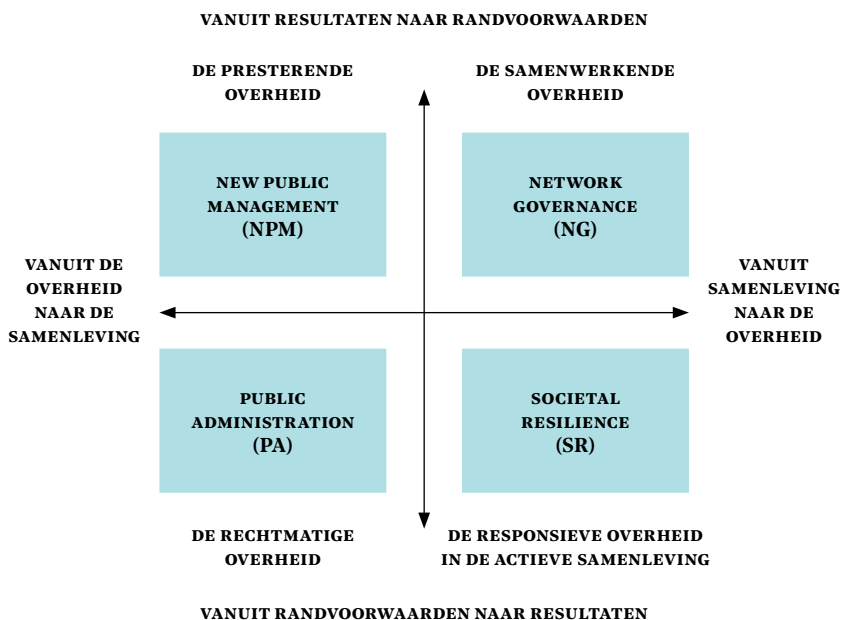 VANUIT RESULTATEN NAAR RANDVOORWAARDEN
DE PRESTERENDE
OVERHEID
DE SAMENWERKENDE
OVERHEID
NEW PUBLIC
MANAGEMENT
(NPM)
NETWORK
GOVERNANCE
(NG)
VANUIT DE
OVERHEID
NAAR DE
SAMENLEVING
VANUIT
SAMENLEVING
NAAR DE
OVERHEID
PUBLIC
ADMINISTRATION
(PA)
SOCIETAL
RESILIENCE
(SR)
DE RECHTMATIGE
OVERHEID
DE RESPONSIEVE OVERHEID
IN DE ACTIEVE SAMENLEVING
VANUIT RANDVOORWAARDEN NAAR RESULTATEN